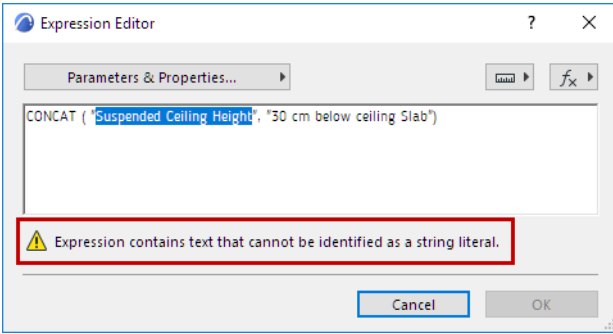 Expression Editor
?
Parameters & Properties...
fx
CONCAT ( "Suspended Ceiling Height", "30 cm below ceiling Slab")
Expression contains text that cannot be identified as a string literal.
Cancel
OK